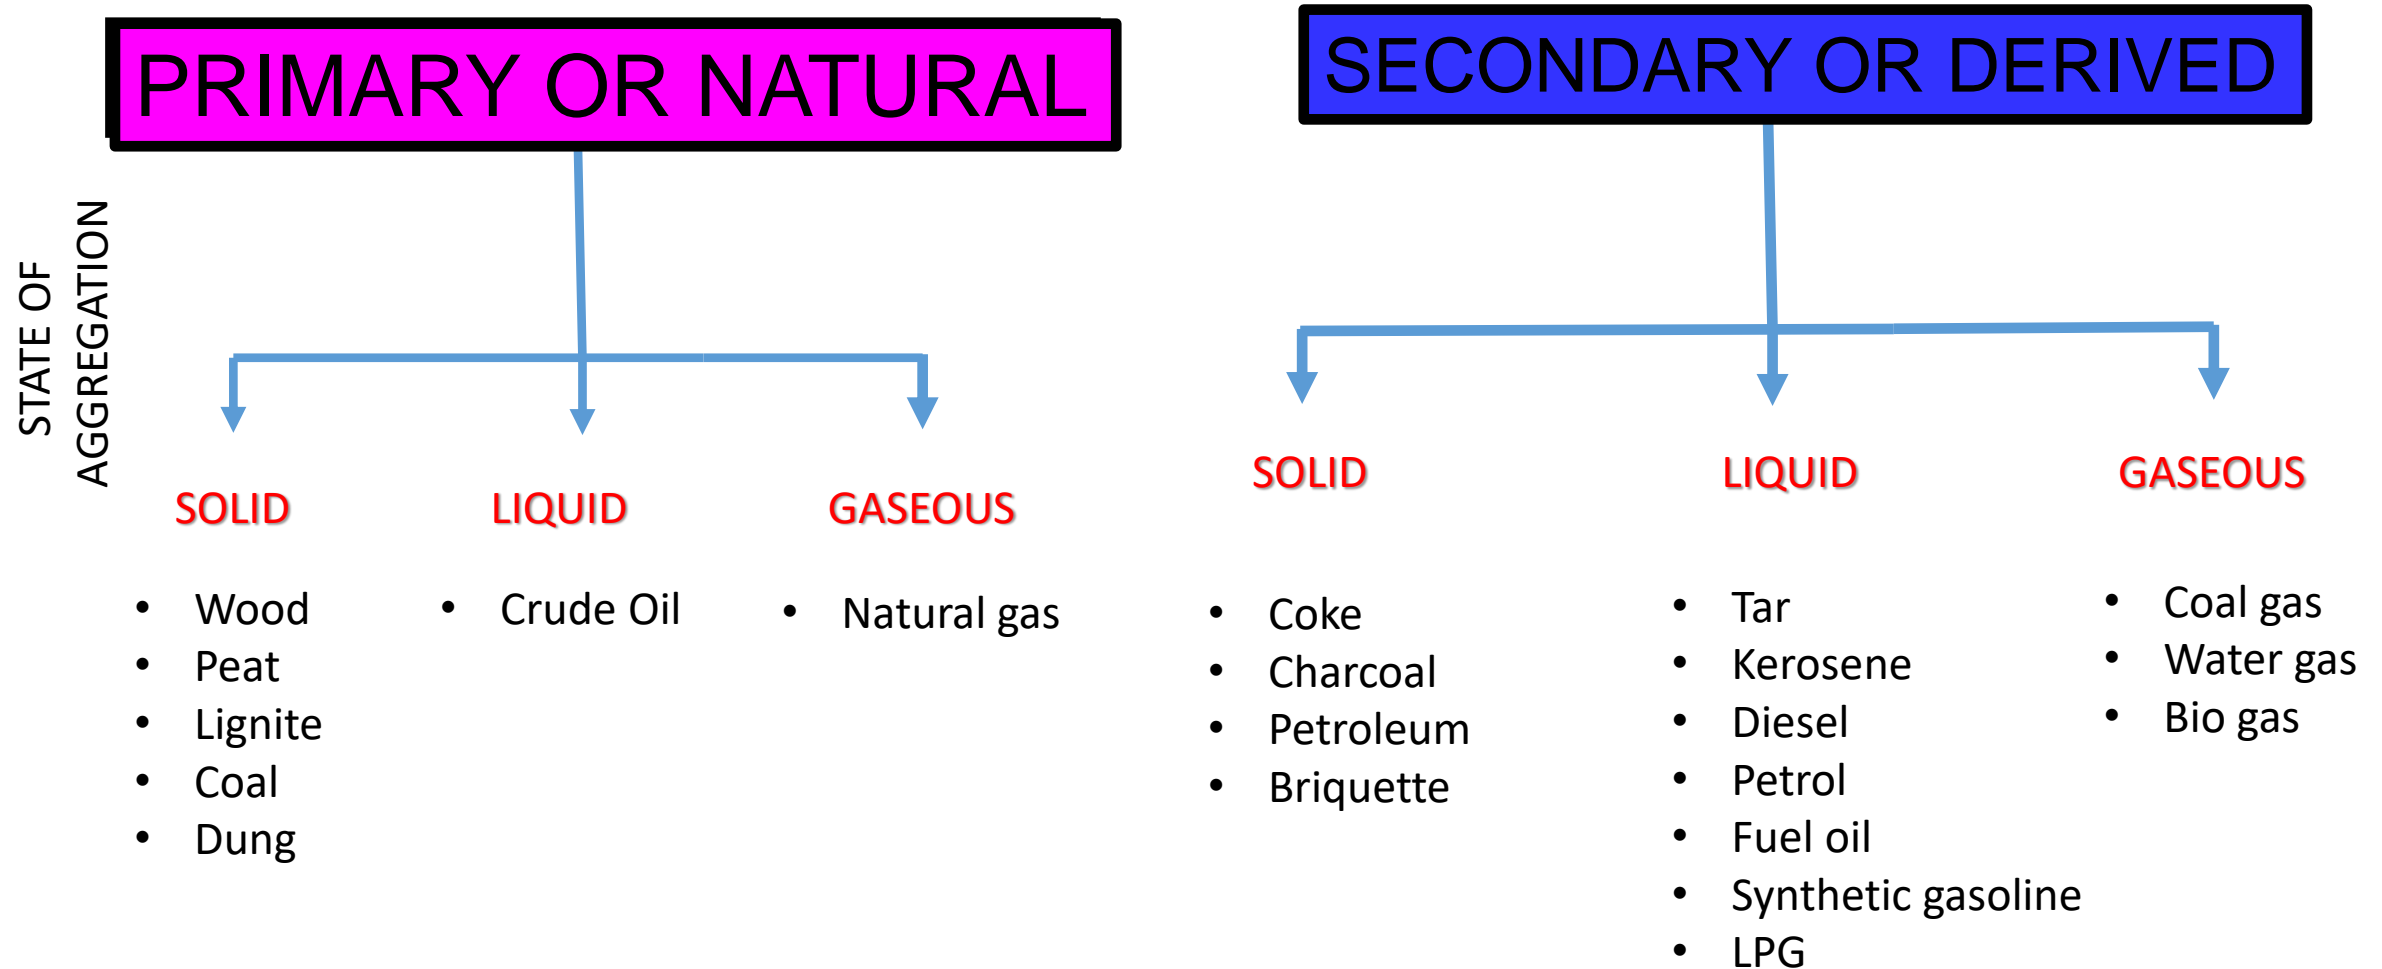 PRIMARY OR NATURAL
SECONDARY OR DERIVED
STATE OF
AGGREGATION
SOLID
• Wood
• Peat
• Lignite
• Coal
• Dung
LIQUID
• Crude Oil
GASEOUS
• Natural gas
SOLID
• Coke
• Charcoal
• Petroleum
• Briquette
LIQUID
• Tar
• Kerosene
• Diesel
• Petrol
• Fuel oil
• Synthetic gasoline
• LPG
GASEOUS
• Coal gas
• Water gas
• Bio gas